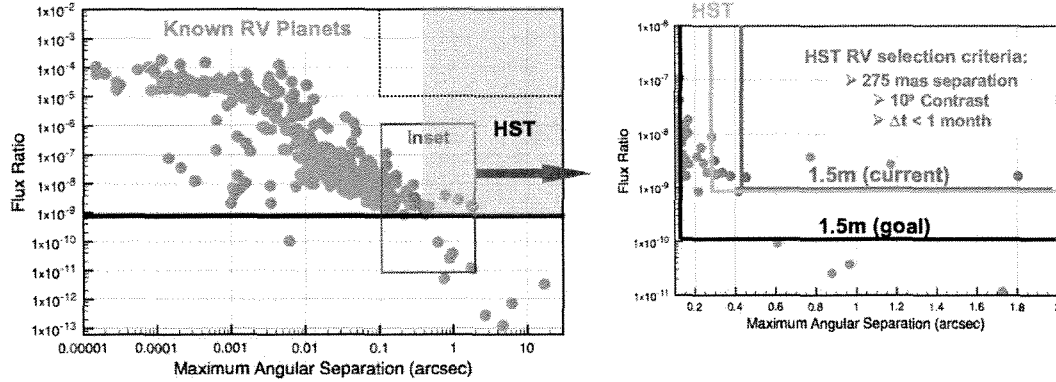 Known RV Planets
HST
Inset
Flux Ratio
1x10⁻²
1x10⁻³
1x10⁻⁴
1x10⁻⁵
1x10⁻⁶
1x10⁻⁷
1x10⁻⁸
1x10⁻⁹
1x10⁻¹⁰
1x10⁻¹¹
1x10⁻¹²
1x10⁻¹³
0.00001 0.0001 0.001 0.01 0.1 1 10
Maximum Angular Separation (arcsec)
HST
HST RV selection criteria:
➢ 275 mas separation
➢ 10⁹ Contrast
➢ Δt < 1 month
1.5m (current)
1.5m (goal)
Flux Ratio
1x10⁻⁶
1x10⁻⁷
1x10⁻⁸
1x10⁻⁹
1x10⁻¹⁰
1x10⁻¹¹
0.2 0.4 0.6 0.8 1 1.2 1.4 1.6 1.8
Maximum Angular Separation (arcsec)